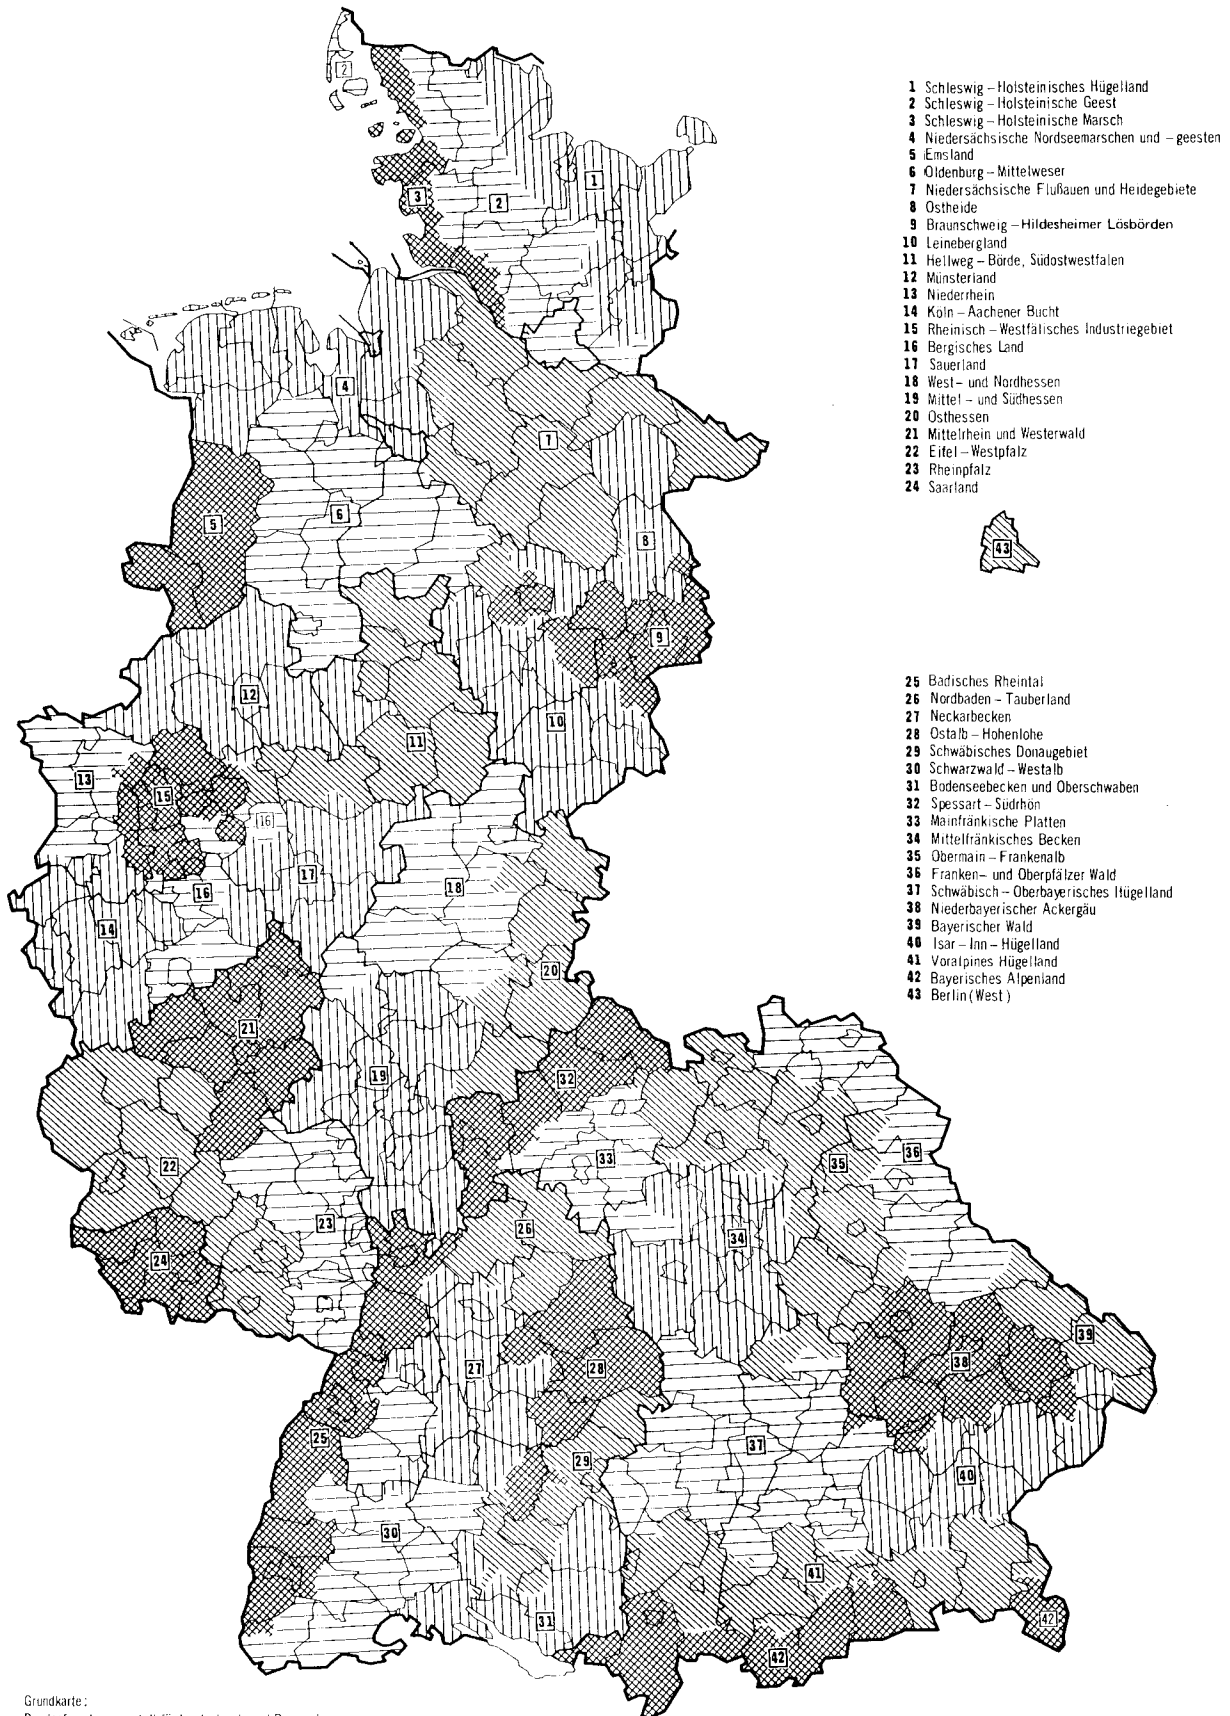 1 Schleswig – Holsteinisches Hügelland
2 Schleswig – Holsteinische Geest
3 Schleswig – Holsteinische Marsch
4 Niedersächsische Nordseemarschen und – geesten
5 Emsland
6 Oldenburg – Mittelweser
7 Niedersächsische Flußauen und Heidegebiete
8 Ostheide
9 Braunschweig – Hildesheimer Lösbörden
10 Leinebergland
11 Hellweg – Börde, Südostwestfalen
12 Münsterland
13 Niederrhein
14 Köln – Aachener Bucht
15 Rheinisch – Westfälisches Industriegebiet
16 Bergisches Land
17 Sauerland
18 West – und Nordhessen
19 Mittel – und Südhessen
20 Osthessen
21 Mittelrhein und Westerwald
22 Eifel – Westpfalz
23 Rheinpfalz
24 Saarland
25 Badisches Rheintal
26 Nordbaden – Tauberland
27 Neckarbecken
28 Ostalb – Hohenlohe
29 Schwäbisches Donaugebiet
30 Schwarzwald – Westalb
31 Bodenseebecken und Oberschwaben
32 Spessart – Südrhön
33 Mainfränkische Platten
34 Mittelfränkisches Becken
35 Obermain – Frankenalb
36 Franken – und Oberpfälzer Wald
37 Schwäbisch – Oberbayerisches Hügelland
38 Niederbayerischer Ackergäu
39 Bayerischer Wald
40 Isar – Inn – Hügelland
41 Voralpines Hügelland
42 Bayerisches Alpenland
43 Berlin (West)
2
1
3
2
4
7
5
6
8
43
9
12
10
11
13
15
16
17
18
16
14
20
21
19
32
33
36
22
35
26
23
34
24
39
38
27
28
25
37
29
40
30
41
31
42
42
Grundkarte: